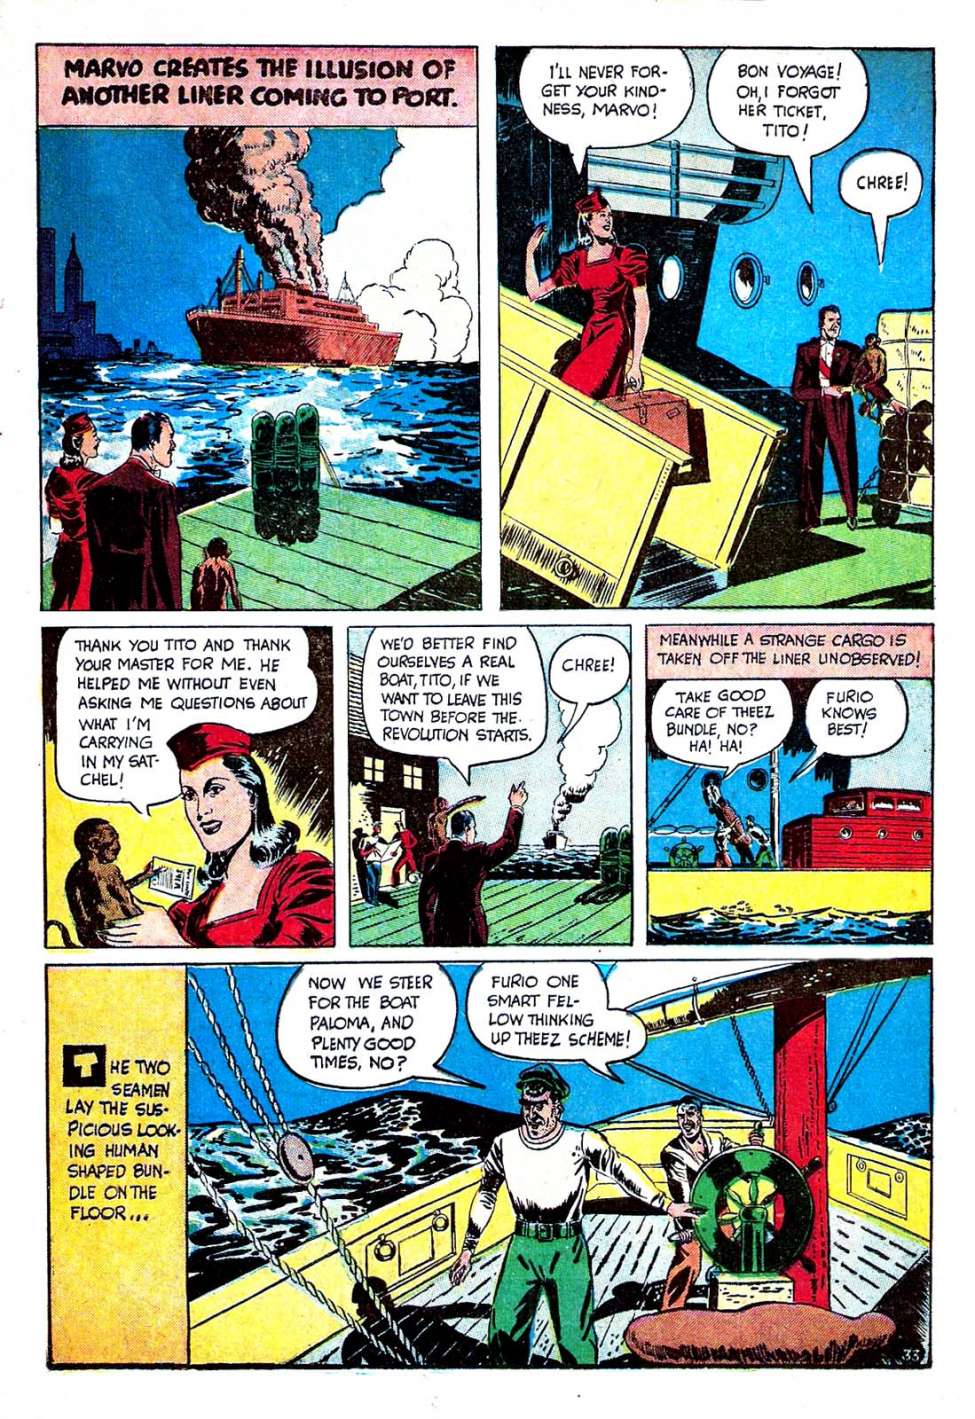 MARVO CREATES THE ILLUSION OF
ANOTHER LINER COMING TO PORT.
I'LL NEVER FOR-
GET YOUR KIND-
NESS, MARVO!
BON VOYAGE!
OH, I FORGOT
HER TICKET,
TITO!
CHREE!
THANK YOU TITO AND THANK
YOUR MASTER FOR ME. HE
HELPED ME WITHOUT EVEN
ASKING ME QUESTIONS ABOUT
WHAT I'M
CARRYING
IN MY SAT-
CHEL!
WE'D BETTER FIND
OURSELVES A REAL
BOAT, TITO, IF WE
WANT TO LEAVE THIS
TOWN BEFORE THE
REVOLUTION STARTS.
CHREE!
MEANWHILE A STRANGE CARGO IS
TAKEN OFF THE LINER UNOBSERVED!
TAKE GOOD
CARE OF THEEZ
BUNDLE, NO?
HA! HA!
FURIO
KNOWS
BEST!
THE TWO
SEAMEN
LAY THE SUS-
PICIOUS LOOK-
ING HUMAN
SHAPED BUN-
DLE ON THE
FLOOR...
NOW WE STEER
FOR THE BOAT
PALOMA, AND
PLENTY GOOD
TIMES, NO?
FURIO ONE
SMART FEL-
LOW THINKING
UP THEEZ SCHEME!
33